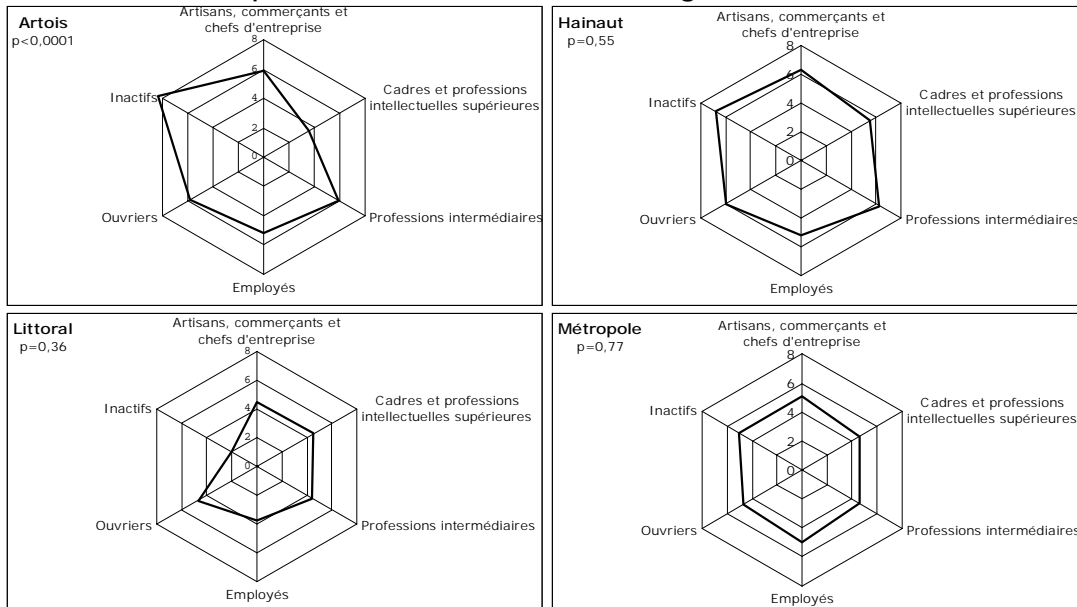 Artois
p<0,0001
Artisans, commerçants et
chefs d'entreprise
8
6
4
2
0
Inactifs
Cadres et professions
intellectuelles supérieures
Ouvriers
Professions intermédiaires
Employés
Hainaut
p=0,55
Artisans, commerçants et
chefs d'entreprise
8
6
4
2
0
Inactifs
Cadres et professions
intellectuelles supérieures
Ouvriers
Professions intermédiaires
Employés
Littoral
p=0,36
Artisans, commerçants et
chefs d'entreprise
8
6
4
2
0
Inactifs
Cadres et professions
intellectuelles supérieures
Ouvriers
Professions intermédiaires
Employés
Métropole
p=0,77
Artisans, commerçants et
chefs d'entreprise
8
6
4
2
0
Inactifs
Cadres et professions
intellectuelles supérieures
Ouvriers
Professions intermédiaires
Employés